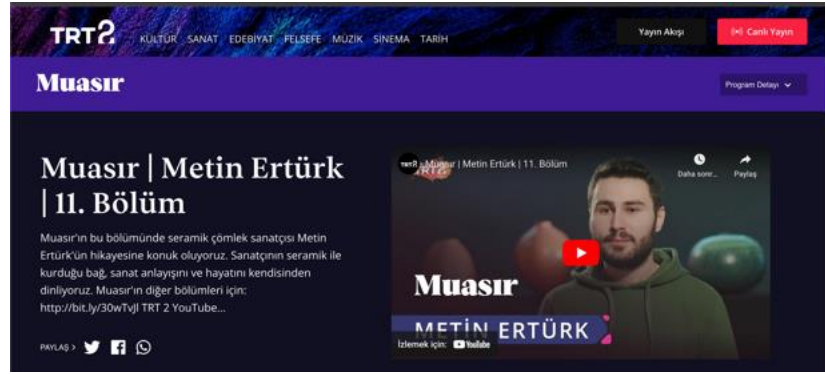 TRT2
KÜLTÜR SANAT EDEBİYAT FELSEFE MÜZİK SİNEMA TARİH
Yayın Akışı
Canlı Yayın
Muasır
Program Detayı
Muasır | Metin Ertürk
| 11. Bölüm
Muasır'ın bu bölümünde seramik çömlek sanatçısı Metin
Ertürk'ün hikayesine konuk oluyoruz. Sanatçının seramik ile
kurduğu bağ, sanat anlayışını ve hayatını kendisinden
dinliyoruz. Muasır'ın diğer bölümleri için:
http://bit.ly/30wTvJl TRT 2 YouTube...
PAYLAŞ >
TRT2
Muasır | Metin Ertürk | 11. Bölüm
Daha sonr...
Paylaş
Muasır
METİN ERTÜRK
İzlemek için: YouTube